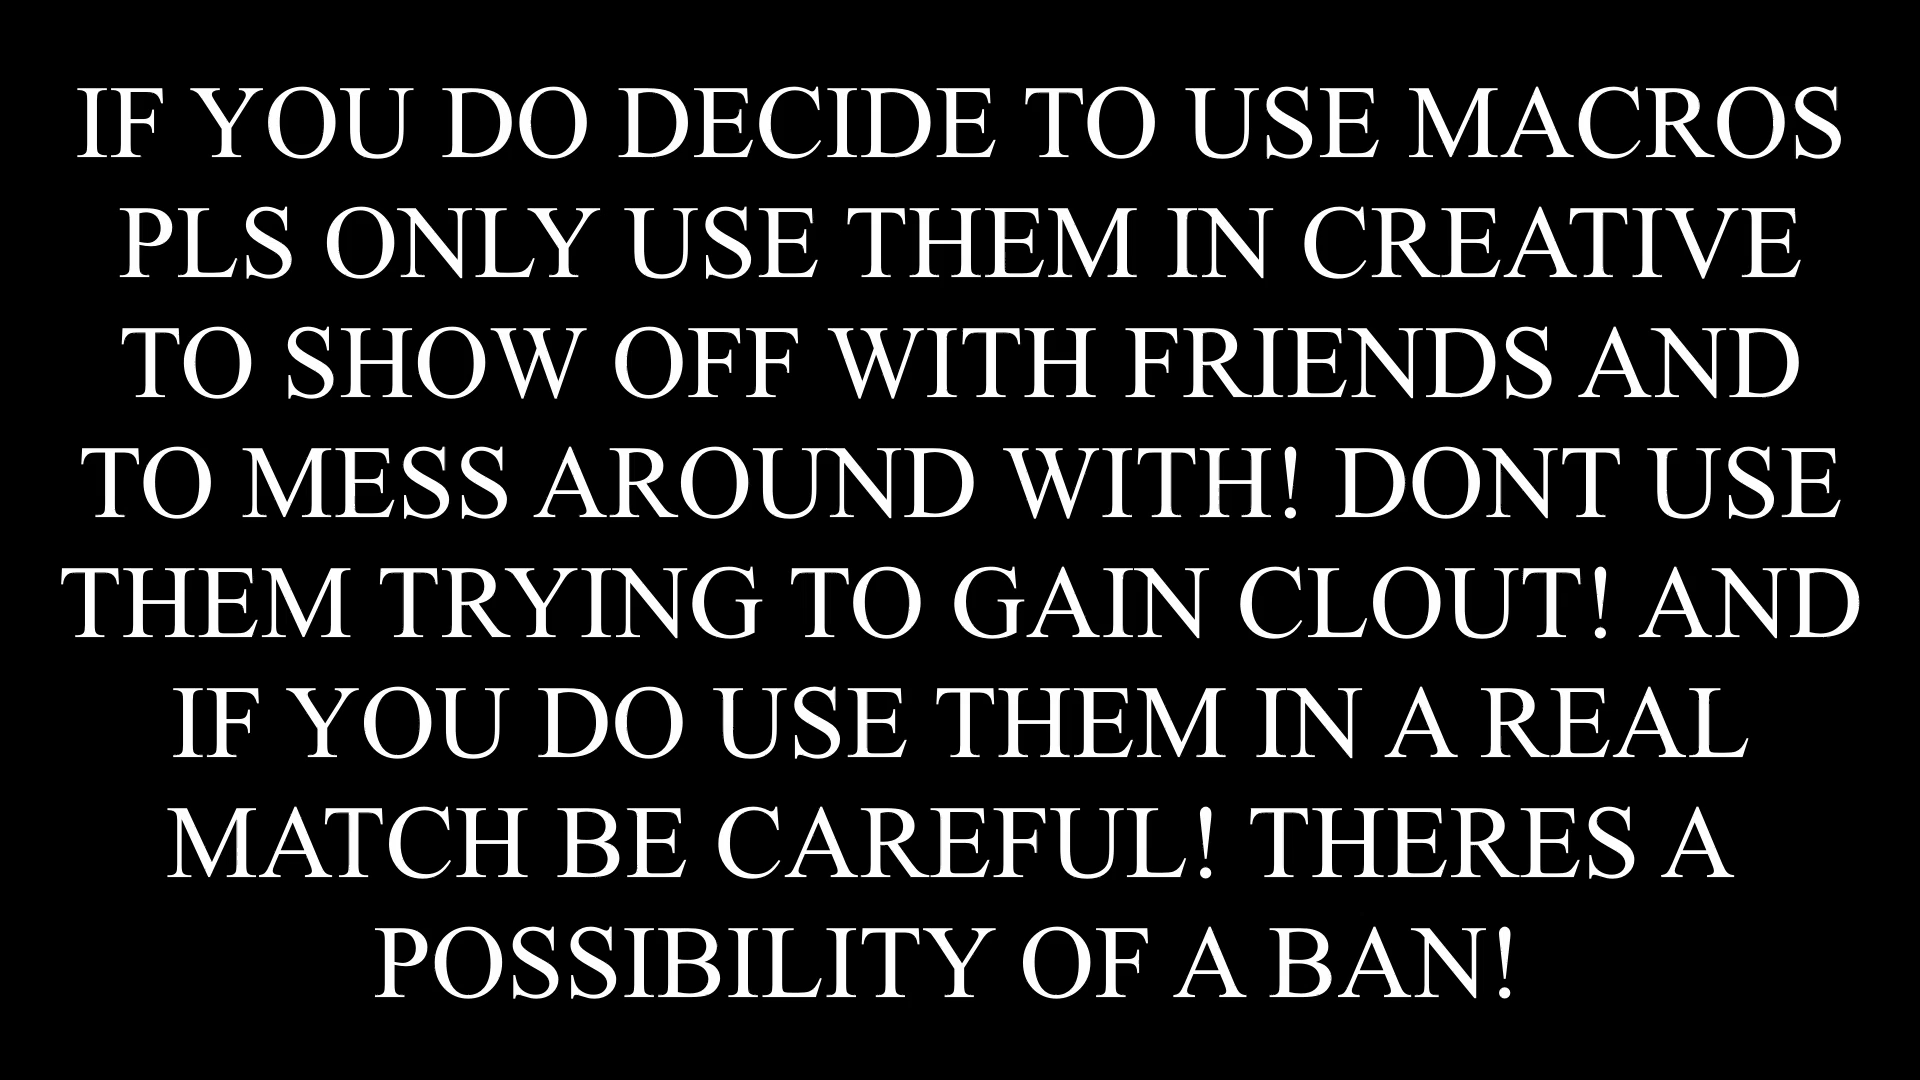 IF YOU DO DECIDE TO USE MACROS
PLS ONLY USE THEM IN CREATIVE
TO SHOW OFF WITH FRIENDS AND
TO MESS AROUND WITH! DONT USE
THEM TRYING TO GAIN CLOUT! AND
IF YOU DO USE THEM IN A REAL
MATCH BE CAREFUL! THERES A
POSSIBILITY OF A BAN!